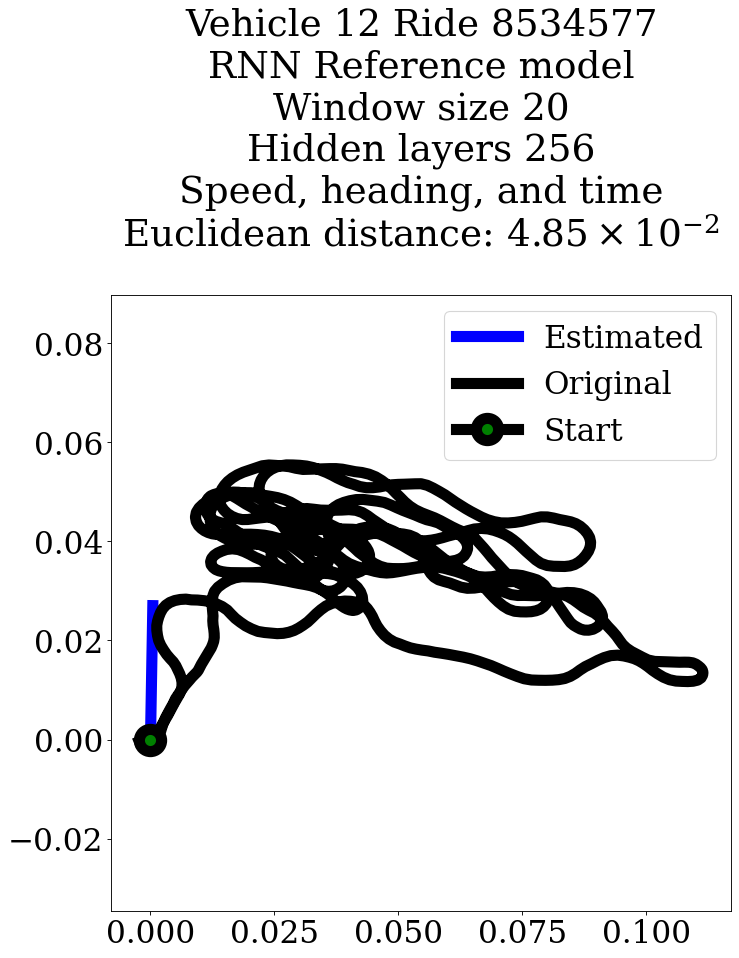 Vehicle 12 Ride 8534577
RNN Reference model
Window size 20
Hidden layers 256
Speed, heading, and time
Euclidean distance: 4.85 × 10⁻²
Estimated
Original
Start
0.08
0.06
0.04
0.02
0.00
−0.02
0.000 0.025 0.050 0.075 0.100